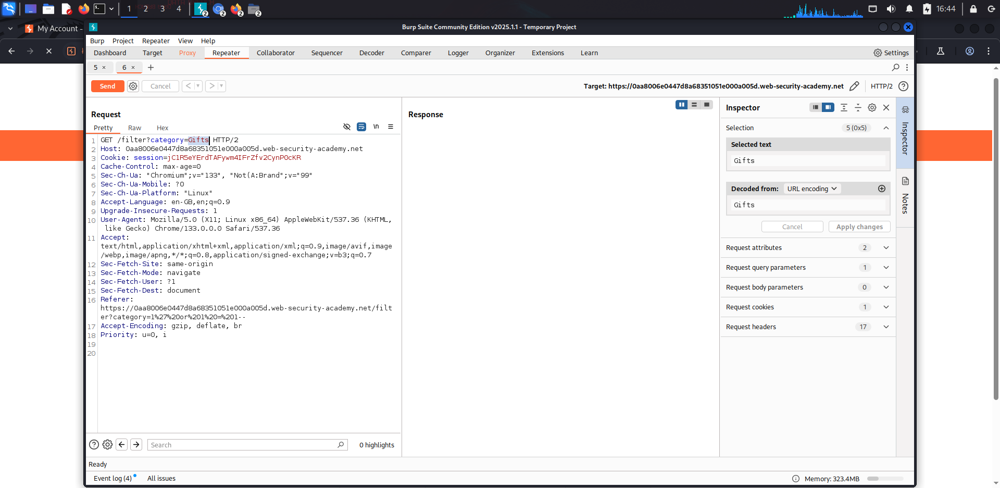 1 2 3 4 2 2 2 2 16:44
My Account -
Burp Suite Community Edition v2025.1.1 - Temporary Project
Burp Project Repeater View Help
Dashboard Target Proxy Repeater Collaborator Sequencer Decoder Comparer Logger Organizer Extensions Learn Settings
5 × 6 × +
Send Cancel < > Target: https://0aa8006e0447d8a68351051e000a005d.web-security-academy.net HTTP/2
Request
Pretty Raw Hex \n
1 GET /filter?category=Gifts HTTP/2
2 Host: 0aa8006e0447d8a68351051e000a005d.web-security-academy.net
3 Cookie: session=jC1R5eYErdTAFywm4IFrZfv2CynP0cKR
4 Cache-Control: max-age=0
5 Sec-Ch-Ua: "Chromium";v="133", "Not(A:Brand";v="99"
6 Sec-Ch-Ua-Mobile: ?0
7 Sec-Ch-Ua-Platform: "Linux"
8 Accept-Language: en-GB,en;q=0.9
9 Upgrade-Insecure-Requests: 1
10 User-Agent: Mozilla/5.0 (X11; Linux x86_64) AppleWebKit/537.36 (KHTML,
like Gecko) Chrome/133.0.0.0 Safari/537.36
11 Accept:
text/html,application/xhtml+xml,application/xml;q=0.9,image/avif,image
/webp,image/apng,*/*;q=0.8,application/signed-exchange;v=b3;q=0.7
12 Sec-Fetch-Site: same-origin
13 Sec-Fetch-Mode: navigate
14 Sec-Fetch-User: ?1
15 Sec-Fetch-Dest: document
16 Referer:
https://0aa8006e0447d8a68351051e000a005d.web-security-academy.net/filt
er?category=1%27%20or%201%20=%201--
17 Accept-Encoding: gzip, deflate, br
18 Priority: u=0, i
19
20
Search 0 highlights
Response
Inspector
Selection 5 (0x5)
Selected text
Gifts
Decoded from: URL encoding
Gifts
Cancel Apply changes
Request attributes 2
Request query parameters 1
Request body parameters 0
Request cookies 1
Request headers 17
Inspector
Notes
Ready
Event log (4) All issues Memory: 323.4MB